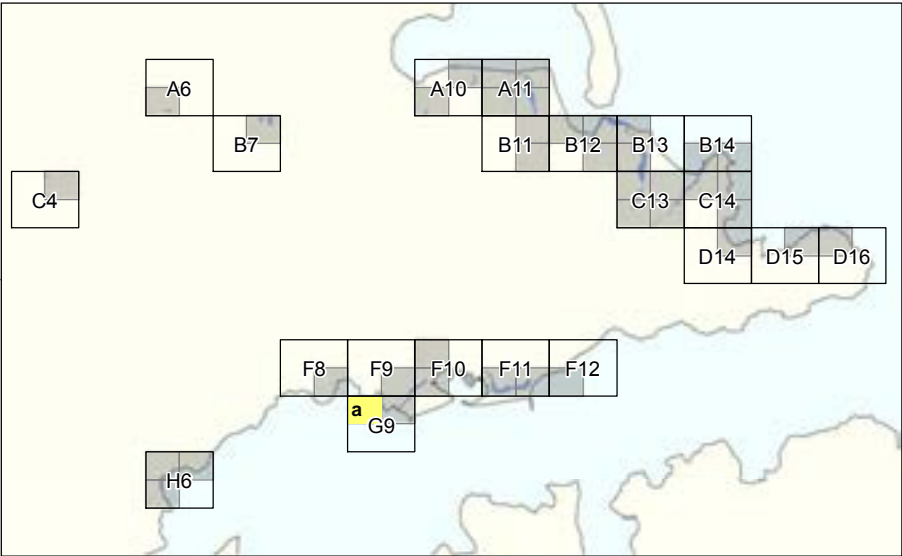 A6 A10 A11
B7 B11 B12 B13 B14
C4 C13 C14
D14 D15 D16
F8 F9 F10 F11 F12
a
G9
H6